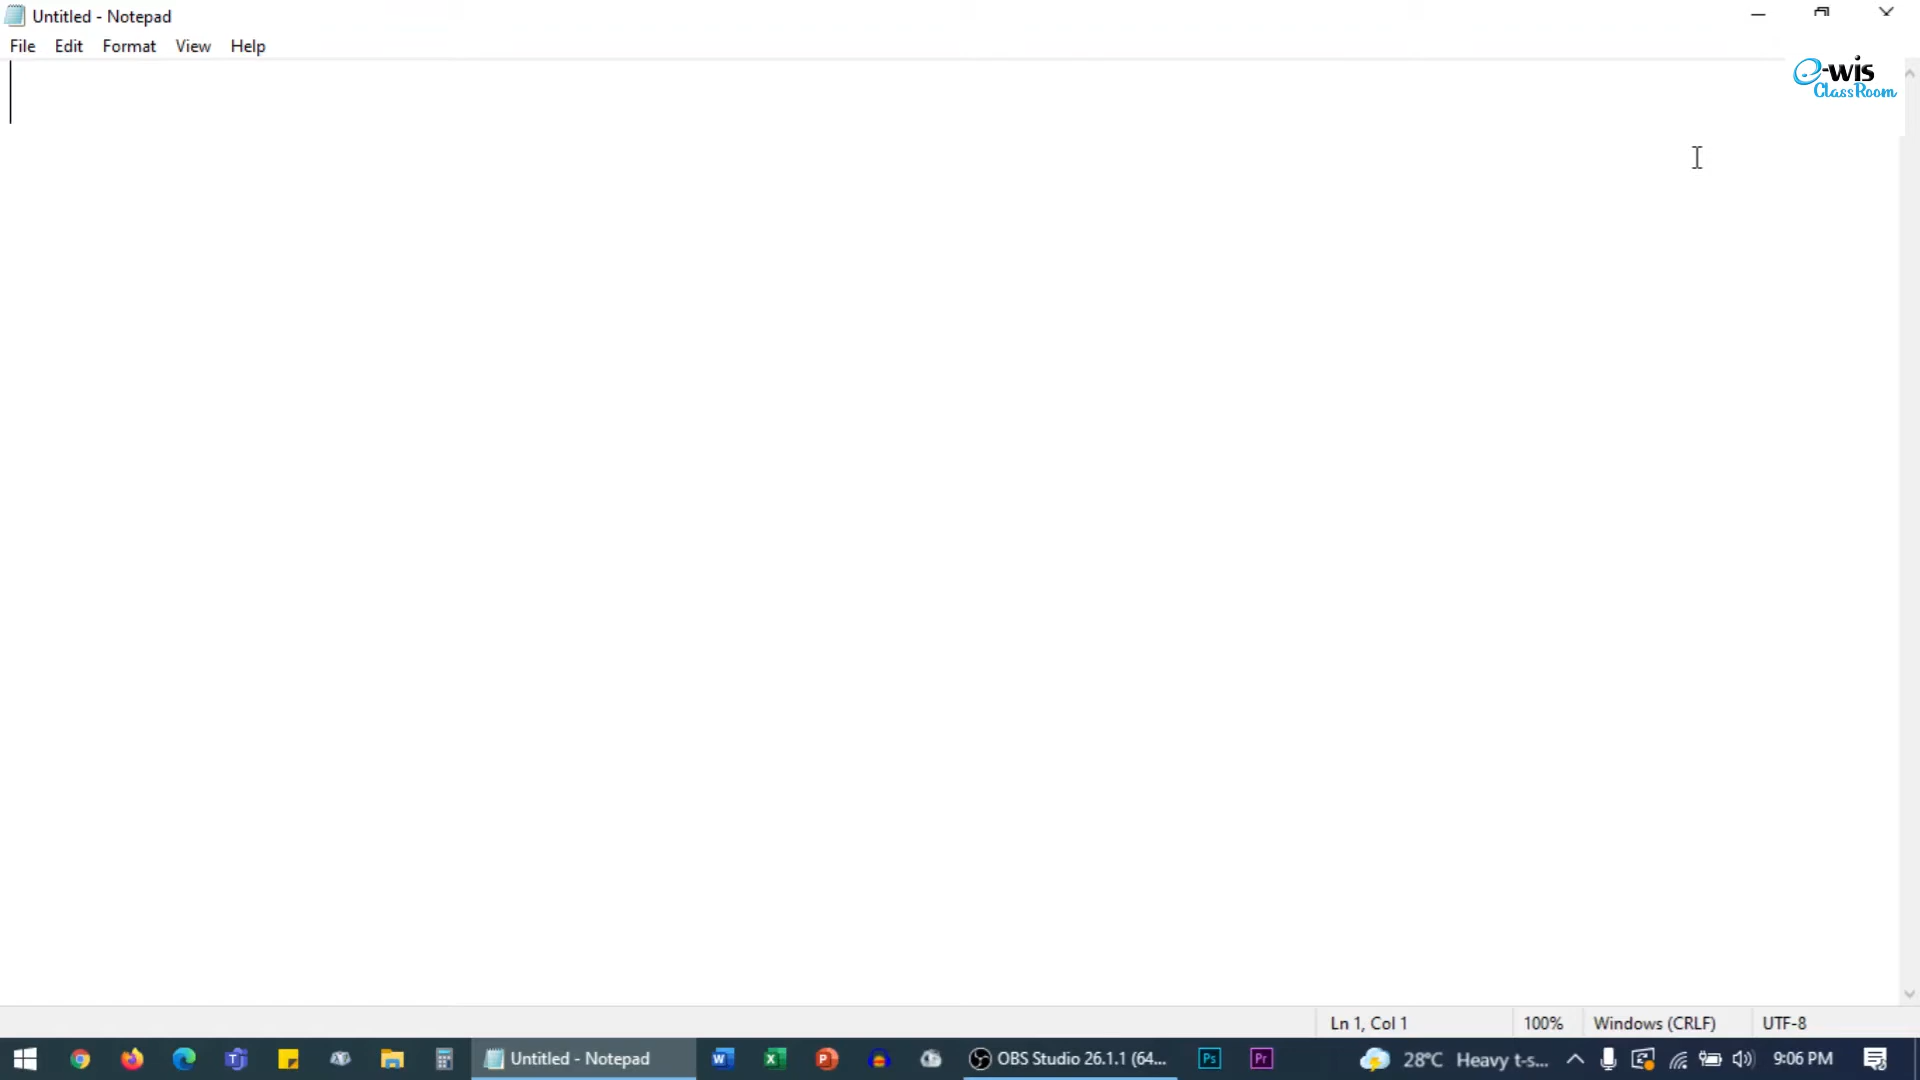 Untitled - Notepad
File Edit Format View Help
e-wis
ClassRoom
Ln 1, Col 1 100% Windows (CRLF) UTF-8
Untitled - Notepad OBS Studio 26.1.1 (64... Ps Pr 28°C Heavy t-s... 9:06 PM